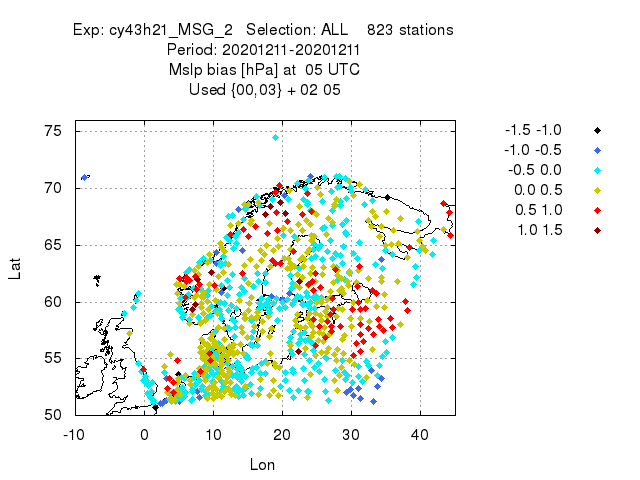 Exp: cy43h21_MSG_2 Selection: ALL 823 stations
Period: 20201211-20201211
Mslp bias [hPa] at 05 UTC
Used {00,03} + 02 05
75
70
65
60
55
50
-10 0 10 20 30 40
Lat
Lon
-1.5 -1.0
-1.0 -0.5
-0.5 0.0
0.0 0.5
0.5 1.0
1.0 1.5